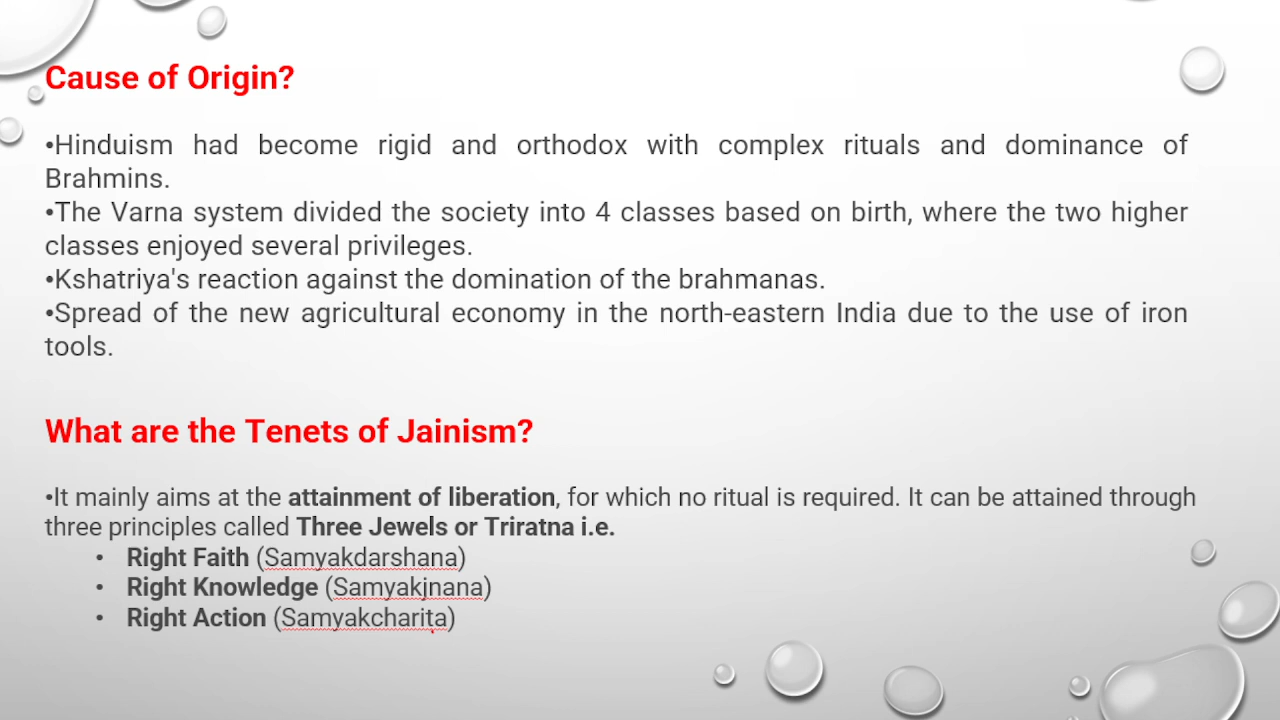 Cause of Origin?
•Hinduism had become rigid and orthodox with complex rituals and dominance of
Brahmins.
•The Varna system divided the society into 4 classes based on birth, where the two higher
classes enjoyed several privileges.
•Kshatriya's reaction against the domination of the brahmanas.
•Spread of the new agricultural economy in the north-eastern India due to the use of iron
tools.
What are the Tenets of Jainism?
•It mainly aims at the attainment of liberation, for which no ritual is required. It can be attained through
three principles called Three Jewels or Triratna i.e.
• Right Faith (Samyakdarshana)
• Right Knowledge (Samyakjnana)
• Right Action (Samyakcharita)